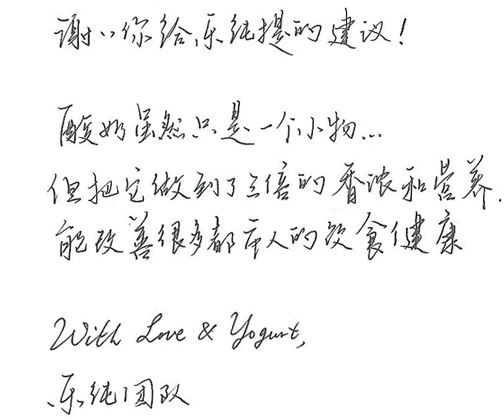 谢谢你给乐纯提的建议！
酸奶虽然只是一个小物...
但把它做到了三倍的香浓和营养.
能改善很多都市人的饮食健康
With Love & Yogurt,
乐纯团队